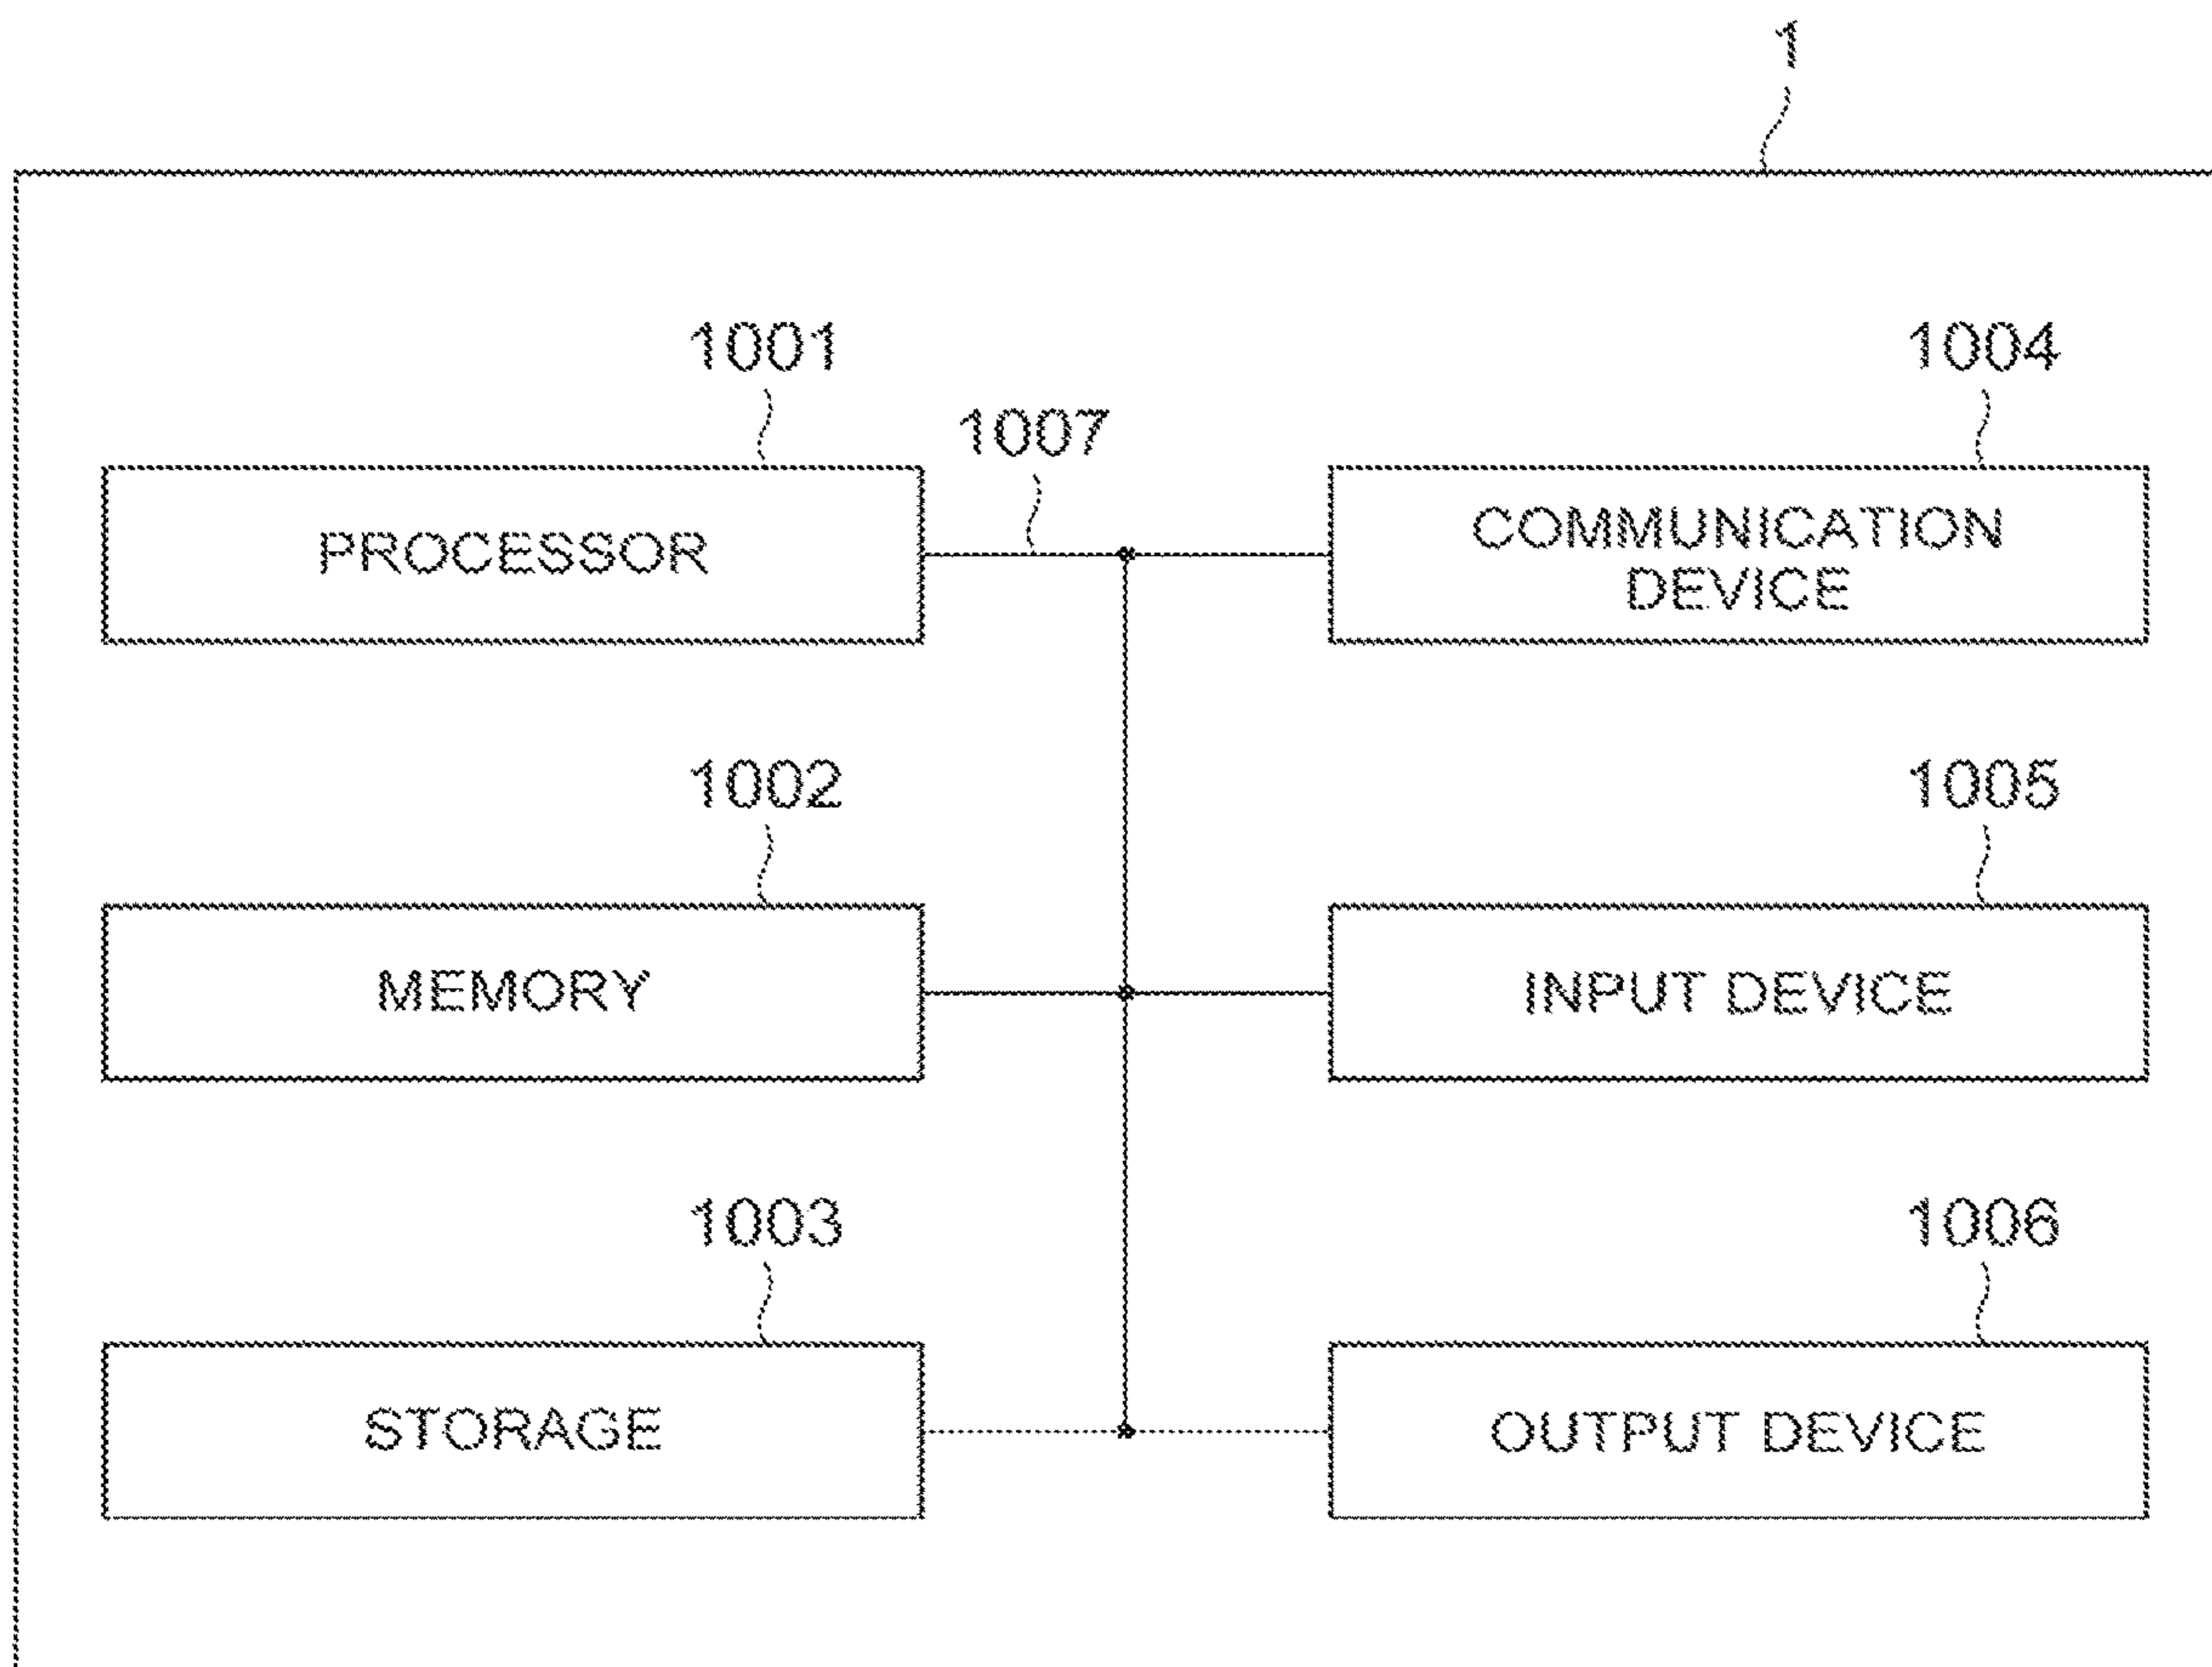 1
1001
1004
1007
PROCESSOR
COMMUNICATION
DEVICE
1002
1005
MEMORY
INPUT DEVICE
1003
1006
STORAGE
OUTPUT DEVICE